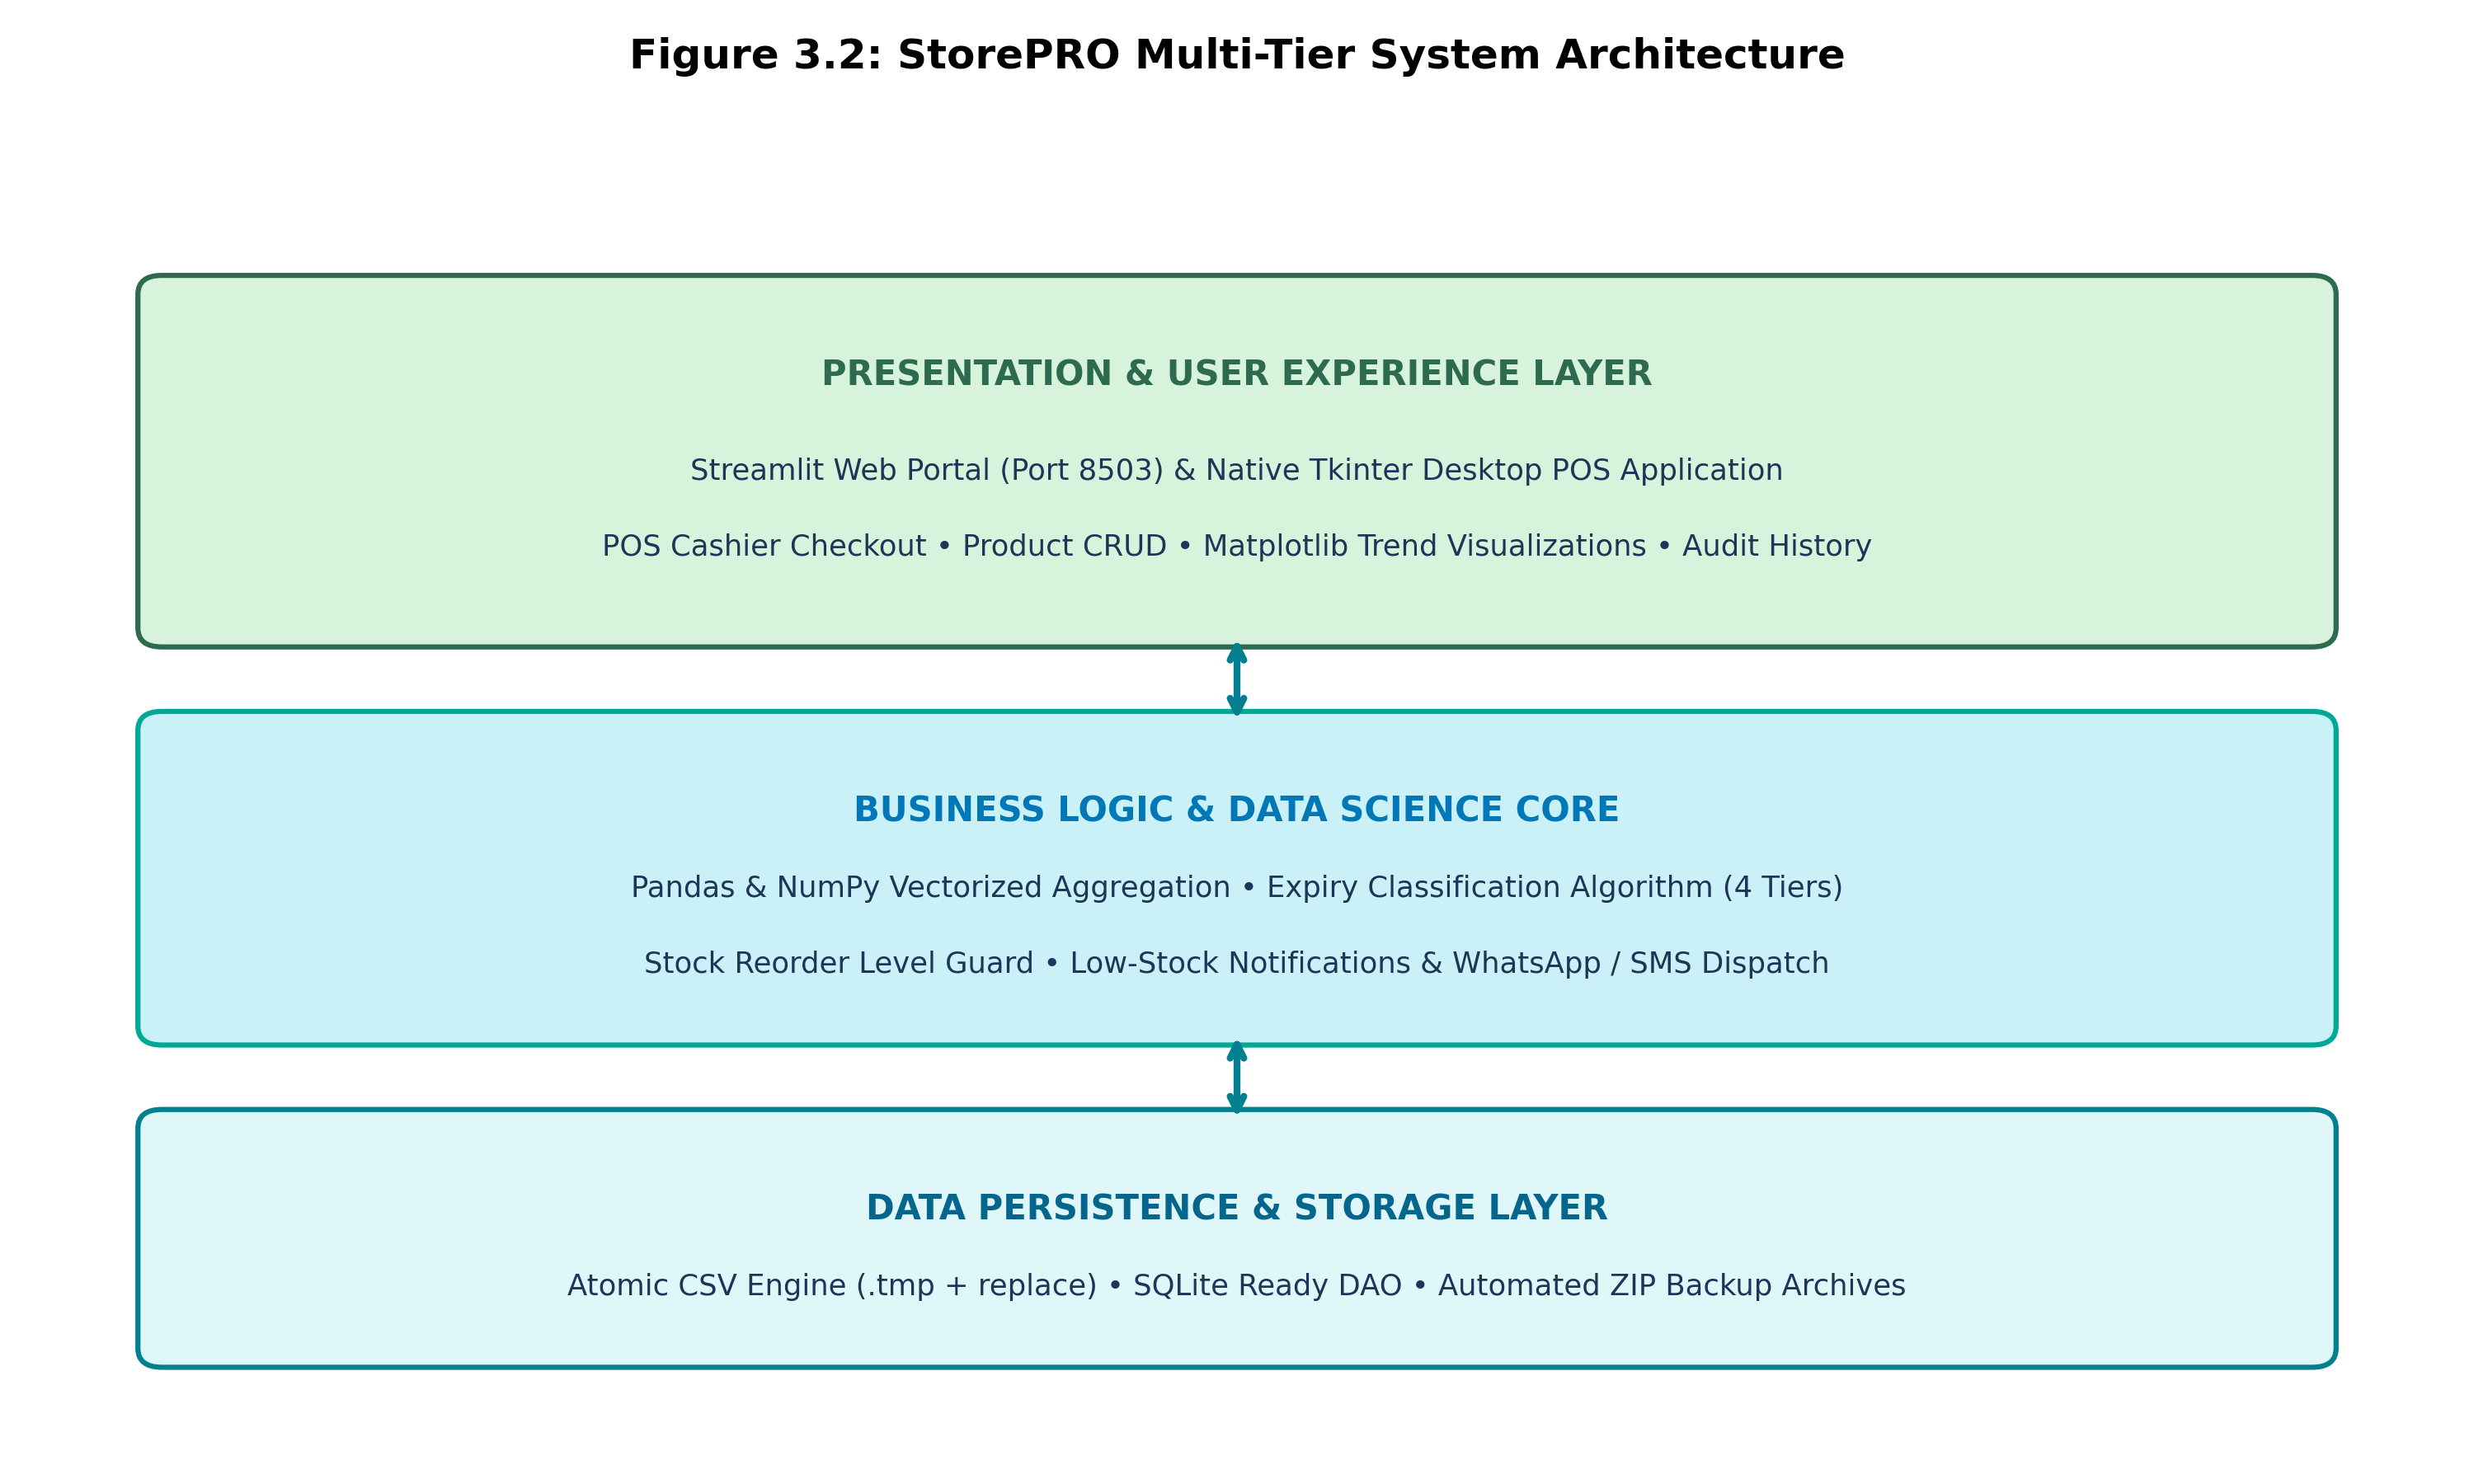 Figure 3.2: StorePRO Multi-Tier System Architecture
PRESENTATION & USER EXPERIENCE LAYER
Streamlit Web Portal (Port 8503) & Native Tkinter Desktop POS Application
POS Cashier Checkout • Product CRUD • Matplotlib Trend Visualizations • Audit History
BUSINESS LOGIC & DATA SCIENCE CORE
Pandas & NumPy Vectorized Aggregation • Expiry Classification Algorithm (4 Tiers)
Stock Reorder Level Guard • Low-Stock Notifications & WhatsApp / SMS Dispatch
DATA PERSISTENCE & STORAGE LAYER
Atomic CSV Engine (.tmp + replace) • SQLite Ready DAO • Automated ZIP Backup Archives